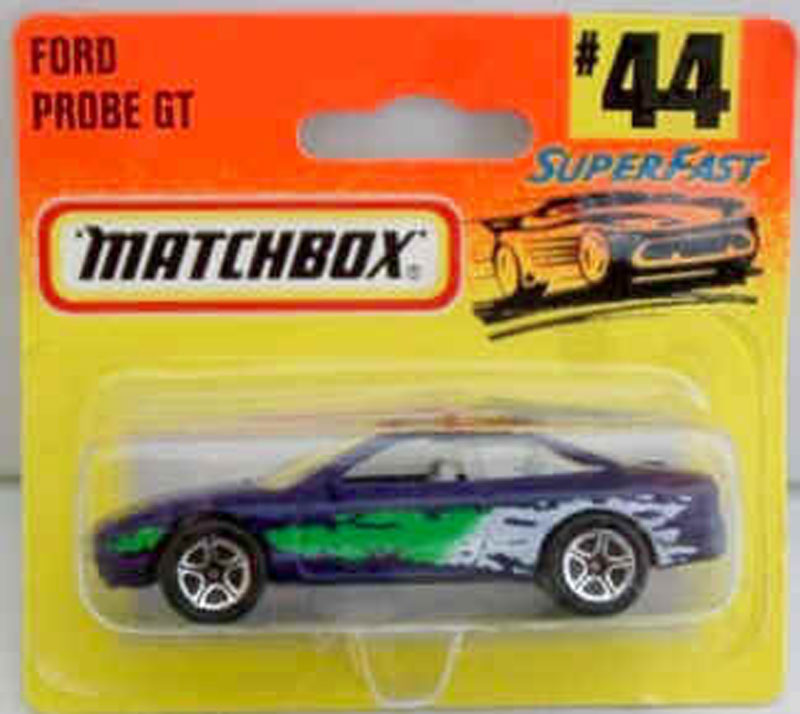 FORD
PROBE GT
#44
SUPERFAST
"MATCHBOX"®